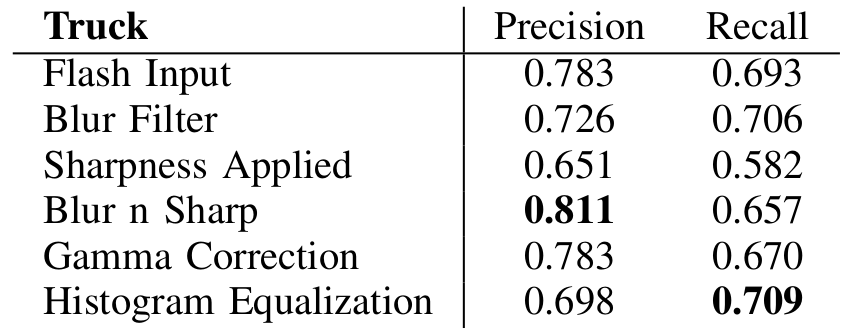 Truck Precision Recall
Flash Input 0.783 0.693
Blur Filter 0.726 0.706
Sharpness Applied 0.651 0.582
Blur n Sharp 0.811 0.657
Gamma Correction 0.783 0.670
Histogram Equalization 0.698 0.709